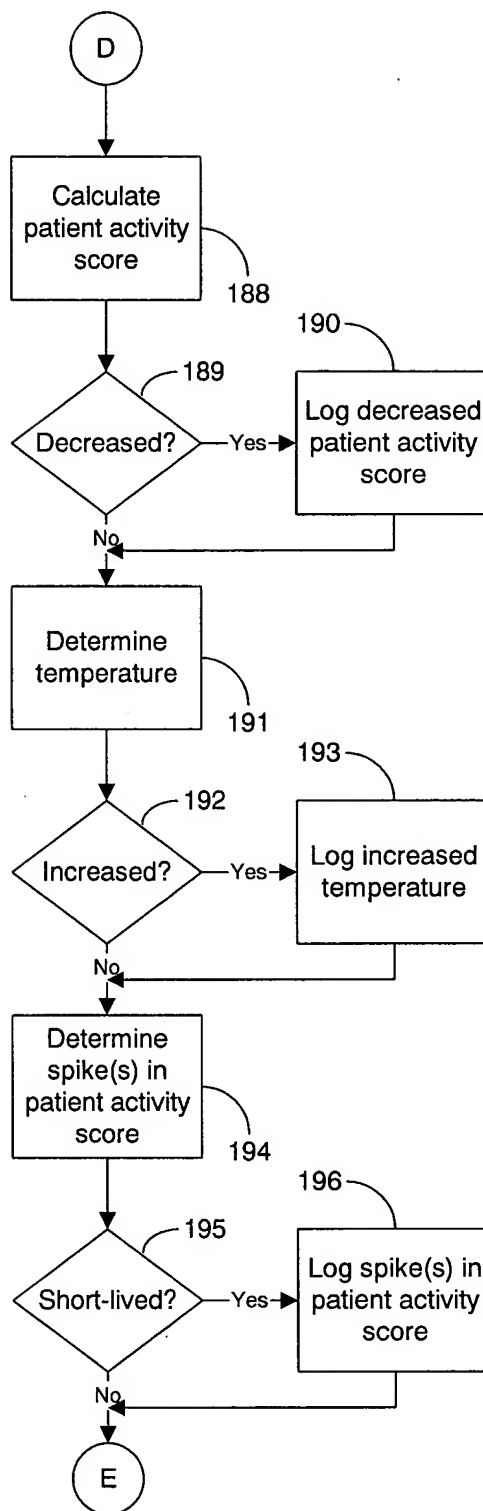 D
Calculate
patient activity
score
188
189
190
Decreased?
Yes
Log decreased
patient activity
score
No
Determine
temperature
191
192
193
Increased?
Yes
Log increased
temperature
No
Determine
spike(s) in
patient activity
score
194
195
196
Short-lived?
Yes
Log spike(s) in
patient activity
score
No
E